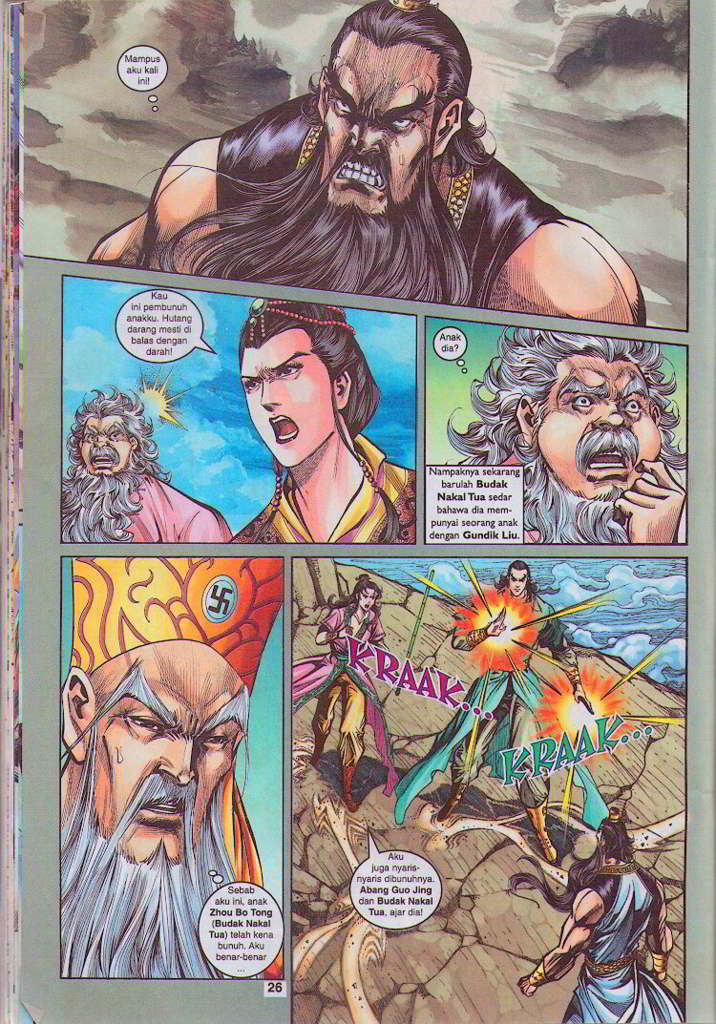 Mampus
aku kali
ini!
Kau
ini pembunuh
anakku. Hutang
darang mesti di
balas dengan
darah!
Anak
dia?
Nampaknya sekarang
barulah Budak
Nakal Tua sedar
bahawa dia mem-
punyai seorang anak
dengan Gundik Liu.
Sebab
aku ini, anak
Zhou Bo Tong
(Budak Nakal
Tua) telah kena
bunuh. Aku
benar-benar
...
KRAAK...
KRAAK...
Aku
juga nyaris-
nyaris dibunuhnya.
Abang Guo Jing
dan Budak Nakal
Tua, ajar dia!
26